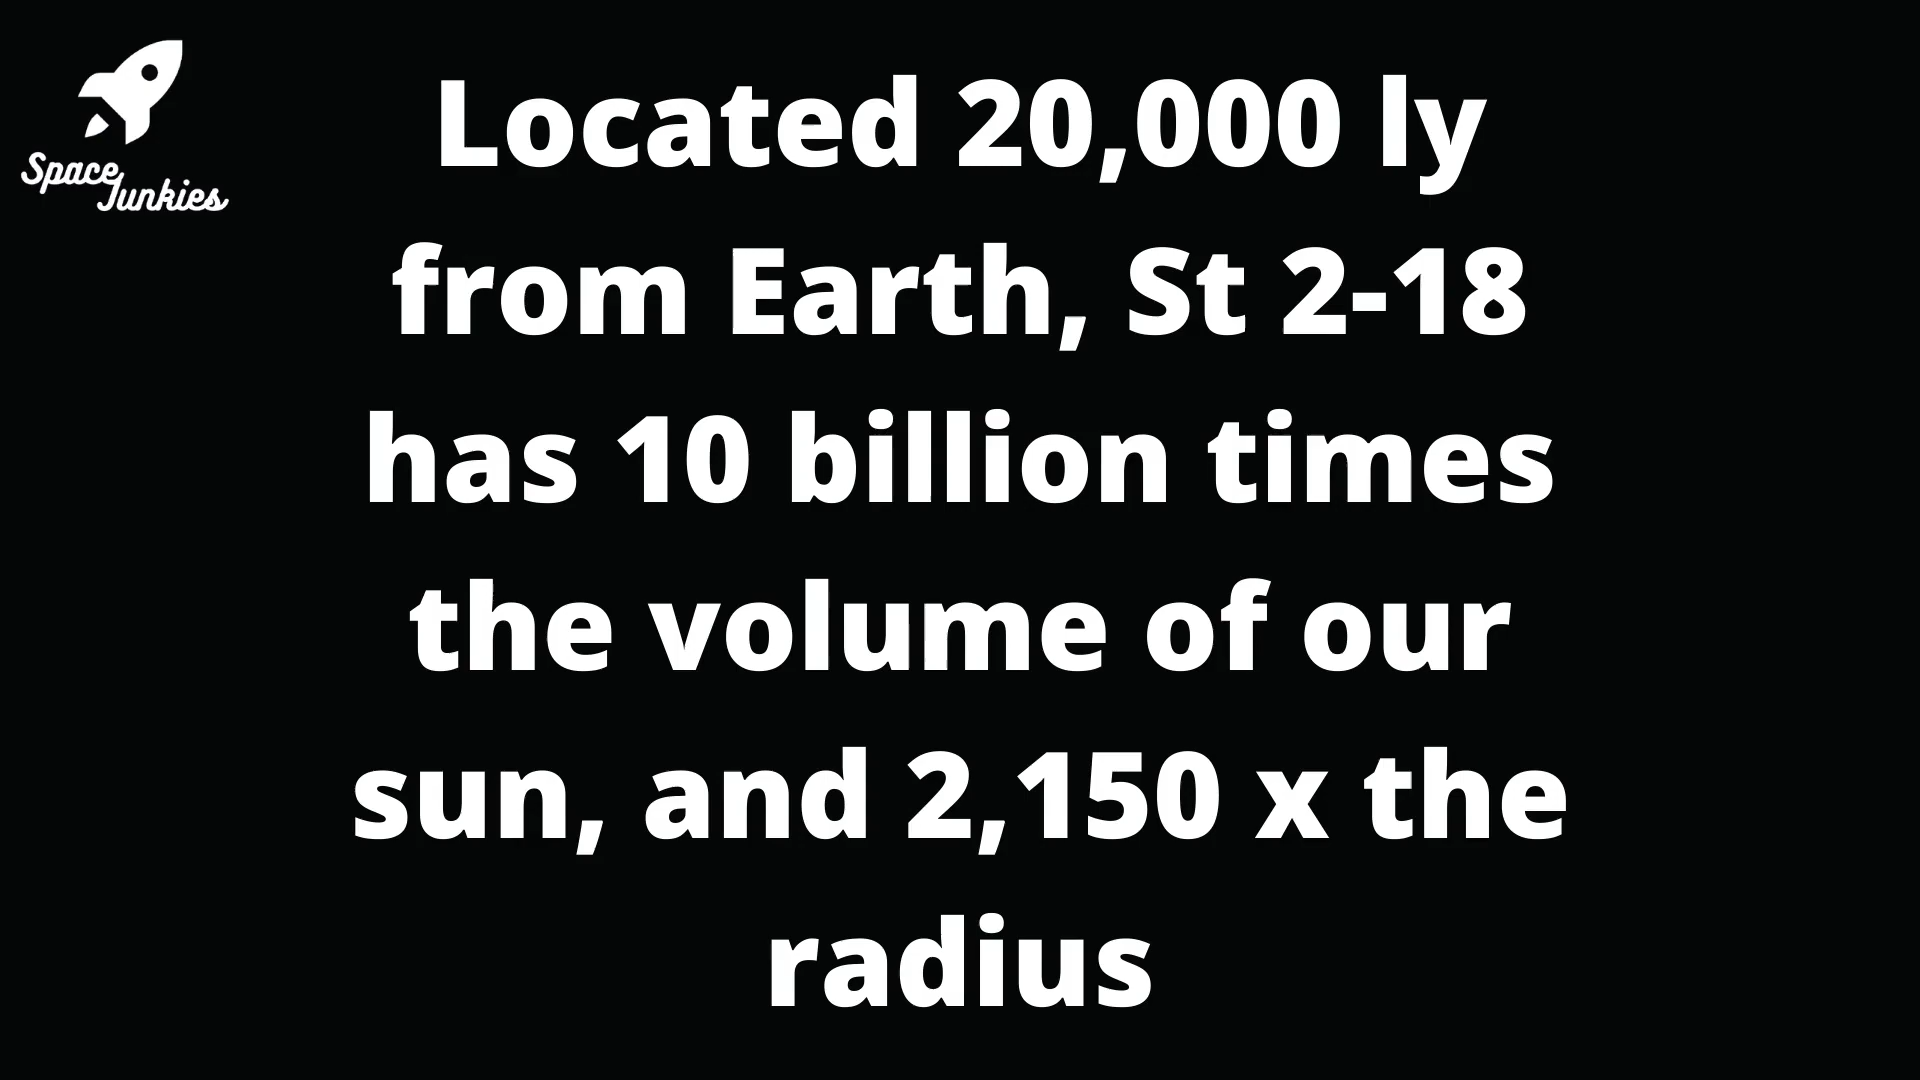 Space
Junkies
Located 20,000 ly
from Earth, St 2-18
has 10 billion times
the volume of our
sun, and 2,150 x the
radius